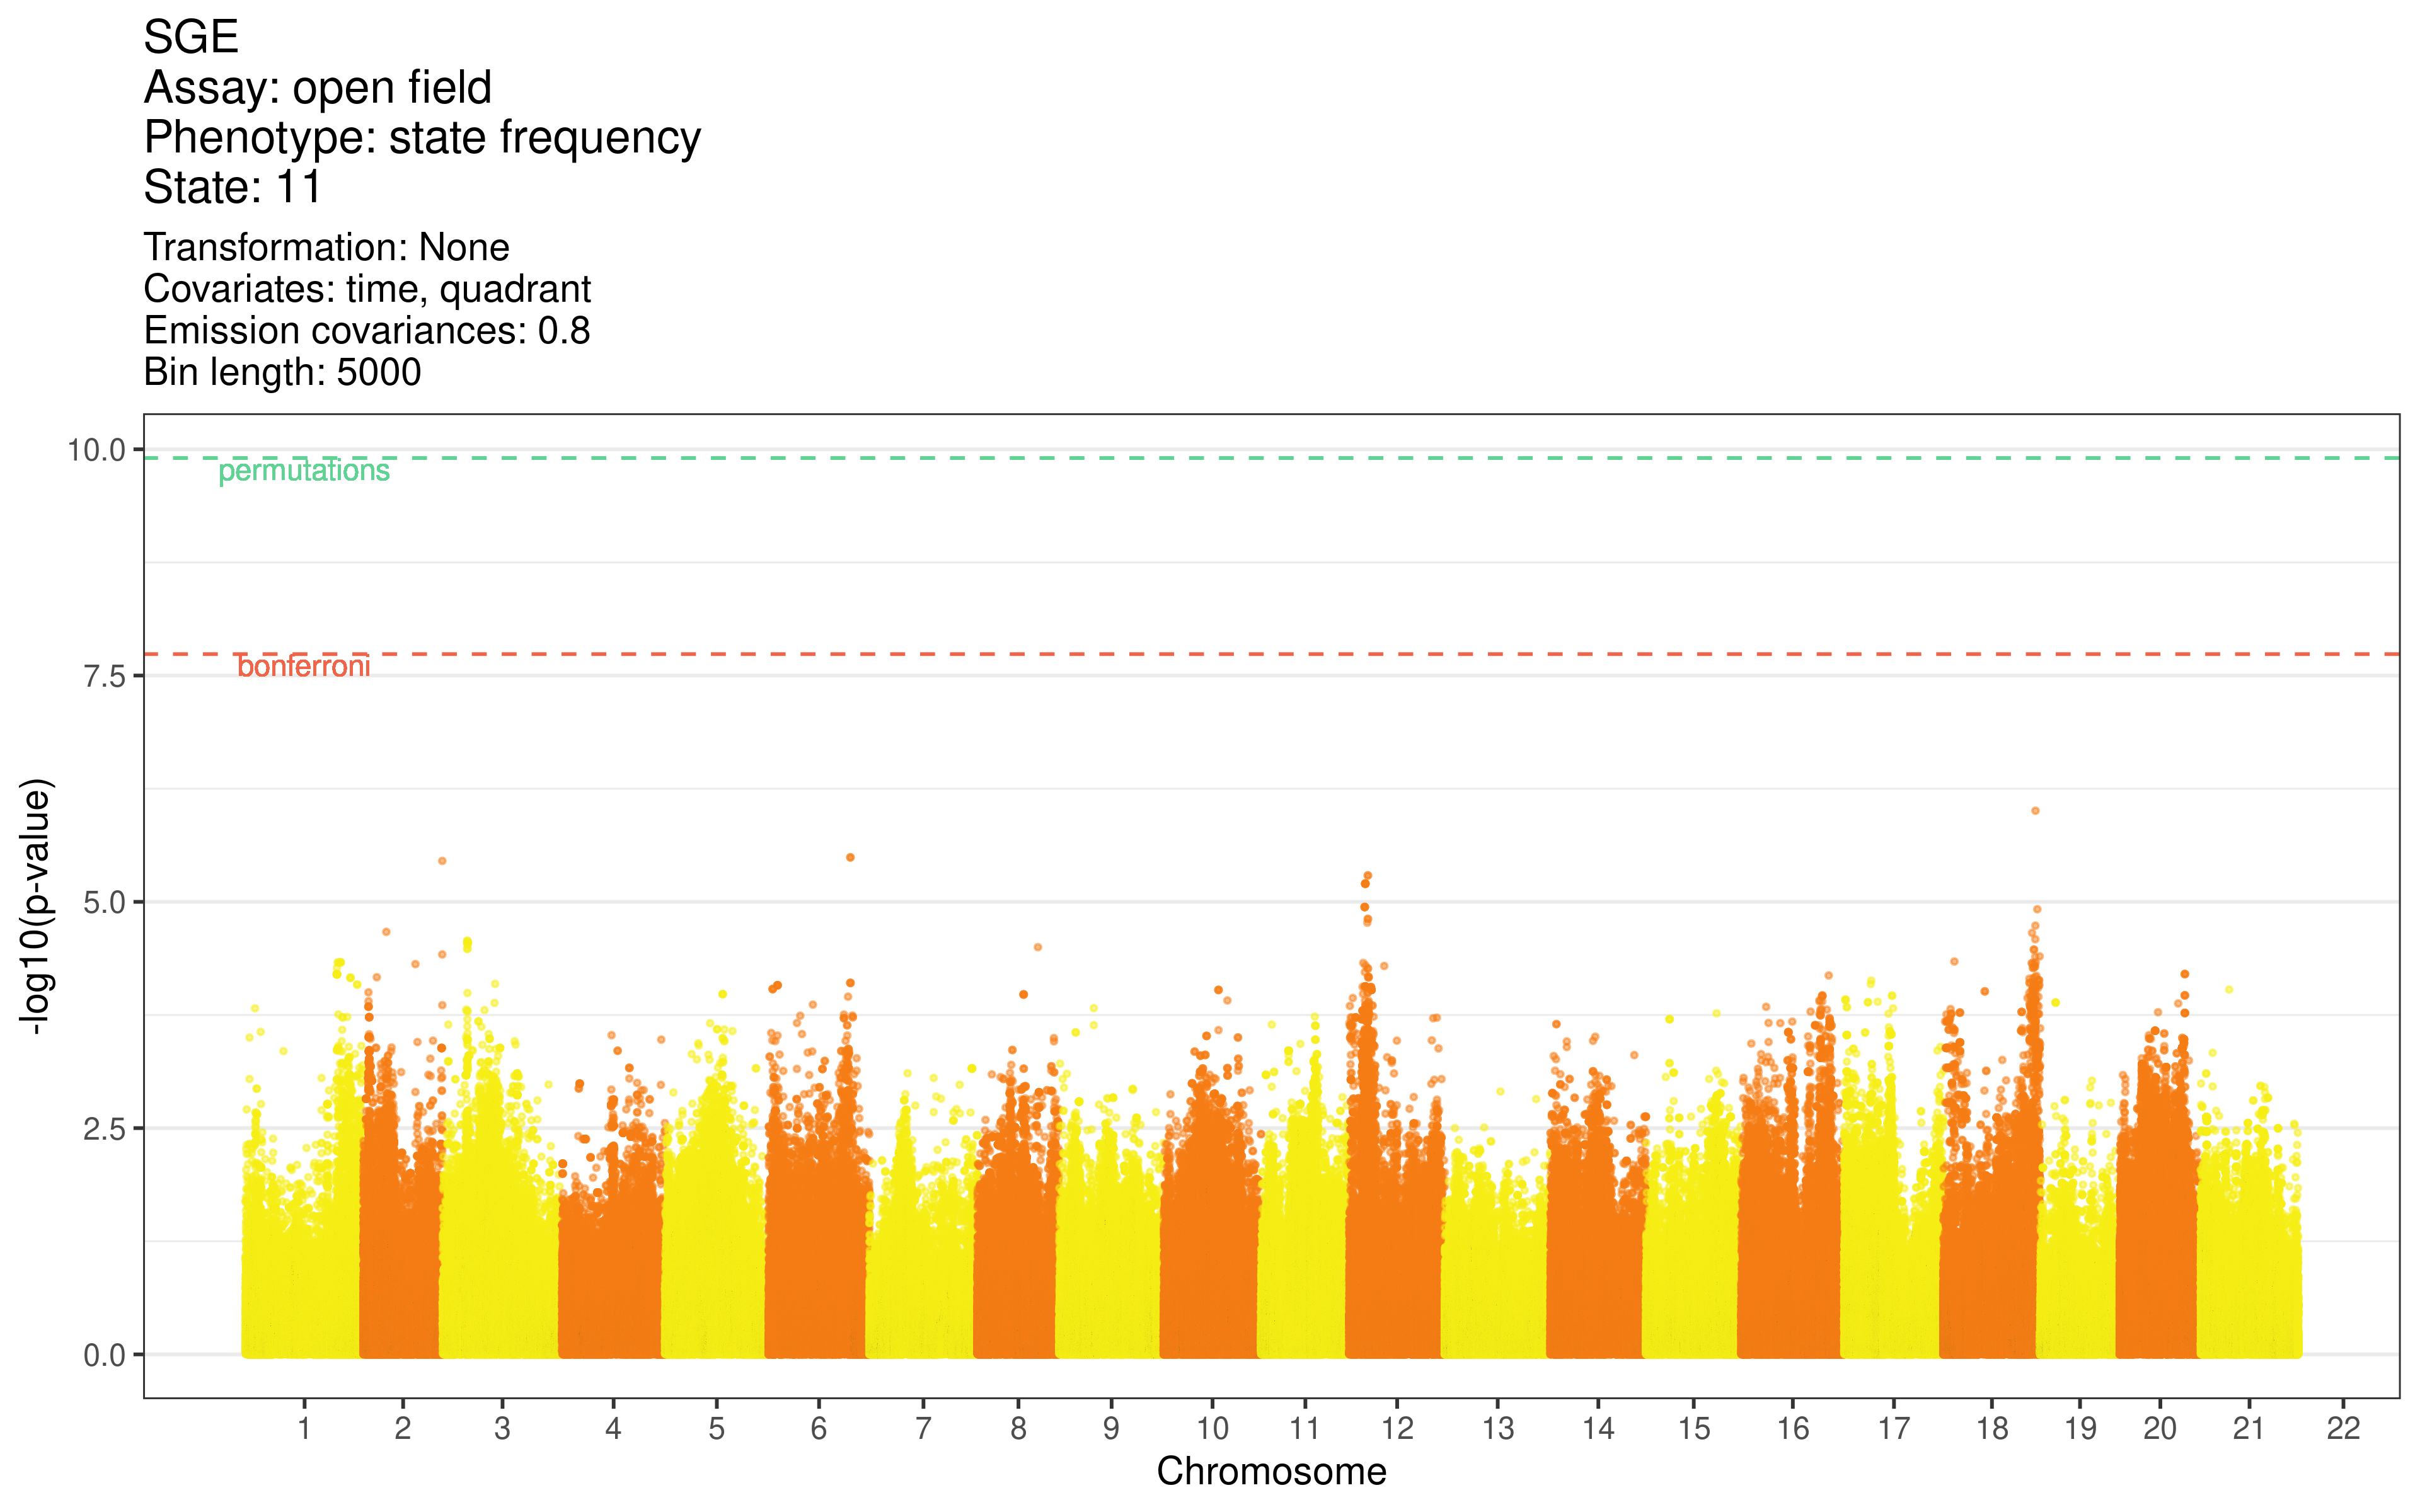 SGE
Assay: open field
Phenotype: state frequency
State: 11
Transformation: None
Covariates: time, quadrant
Emission covariances: 0.8
Bin length: 5000
10.0
permutations
bonferroni
7.5
5.0
2.5
0.0
-log10(p-value)
1 2 3 4 5 6 7 8 9 10 11 12 13 14 15 16 17 18 19 20 21 22
Chromosome